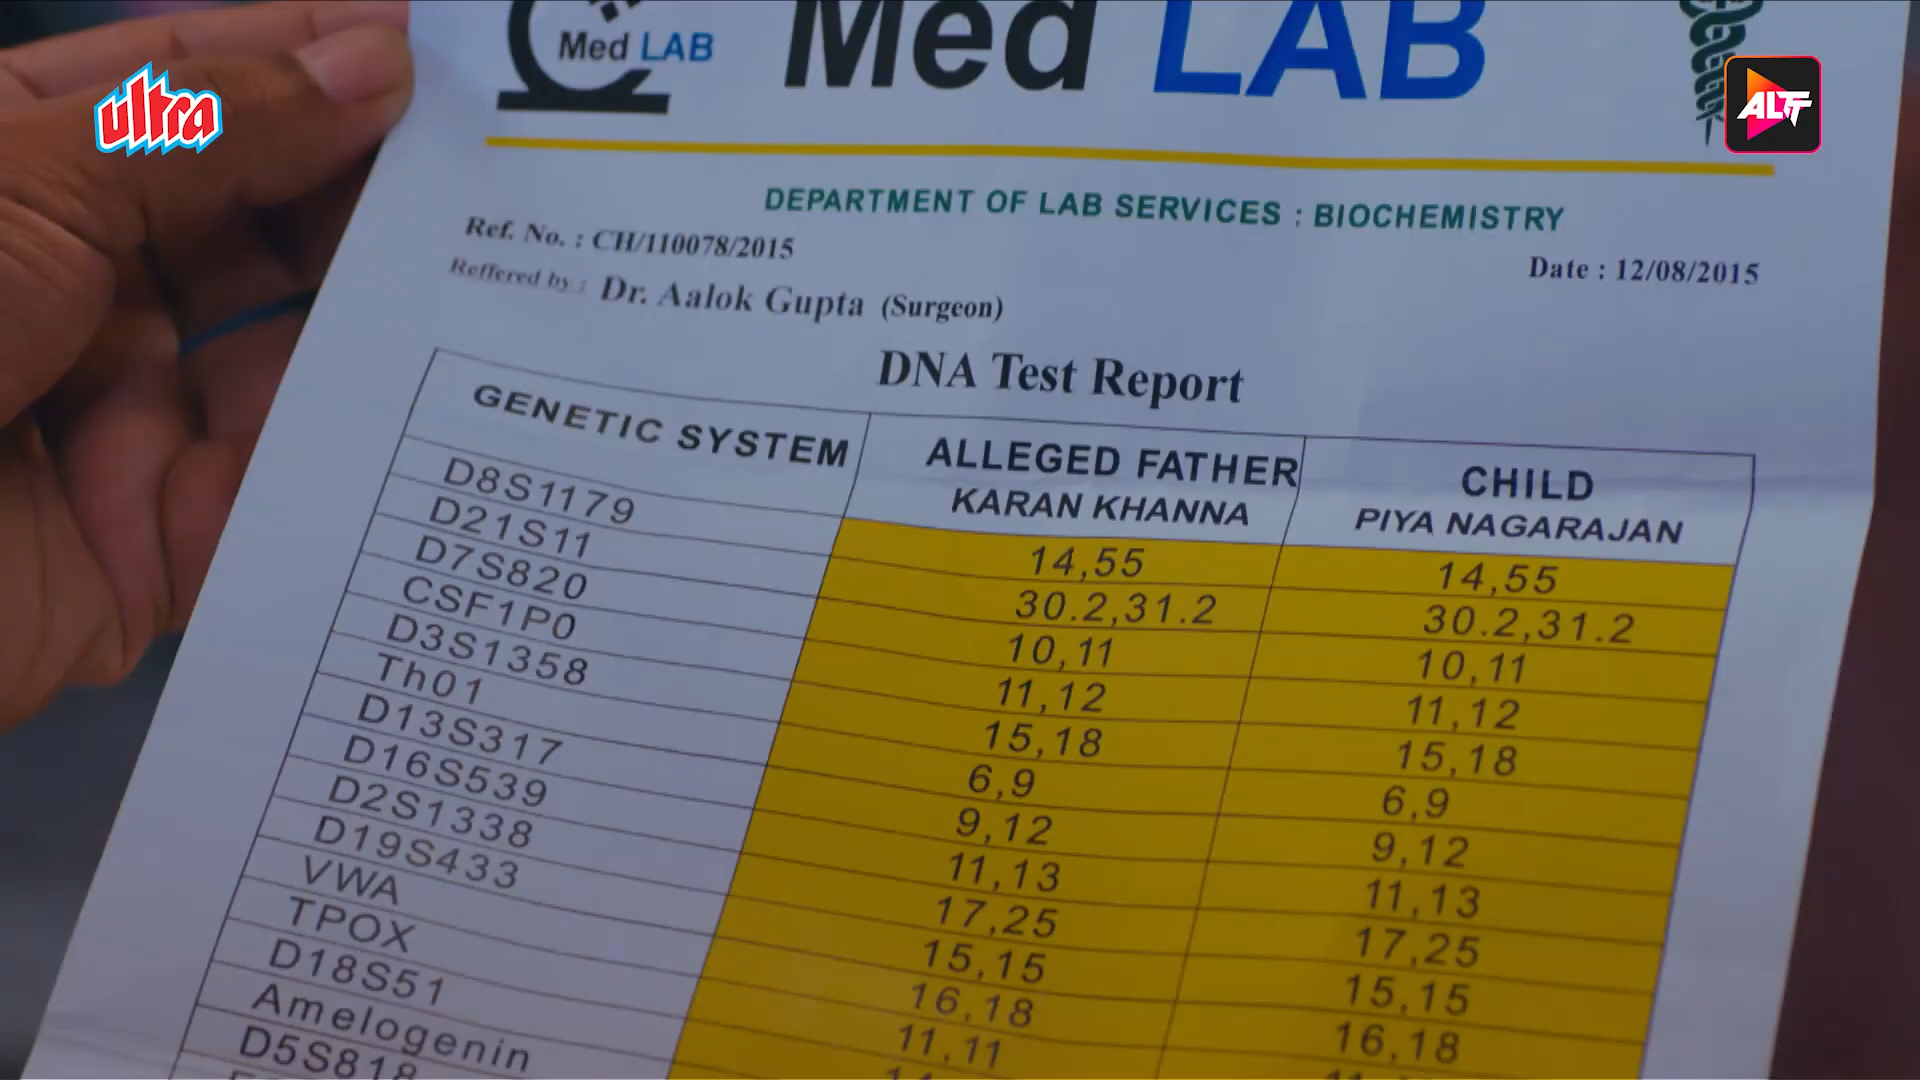 Med LAB
Med LAB
ultra
ALTT
DEPARTMENT OF LAB SERVICES : BIOCHEMISTRY
Ref. No. : CH/110078/2015
Date : 12/08/2015
Reffered by : Dr. Aalok Gupta (Surgeon)
DNA Test Report
GENETIC SYSTEM ALLEGED FATHER KARAN KHANNA CHILD PIYA NAGARAJAN
D8S1179 14,55 14,55
D21S11 30.2,31.2 30.2,31.2
D7S820 10,11 10,11
CSF1P0 11,12 11,12
D3S1358 15,18 15,18
Th01 6,9 6,9
D13S317 9,12 9,12
D16S539 11,13 11,13
D2S1338 17,25 17,25
D19S433 15,15 15,15
VWA 16,18 16,18
TPOX 11,11
D18S51
Amelogenin
D5S818